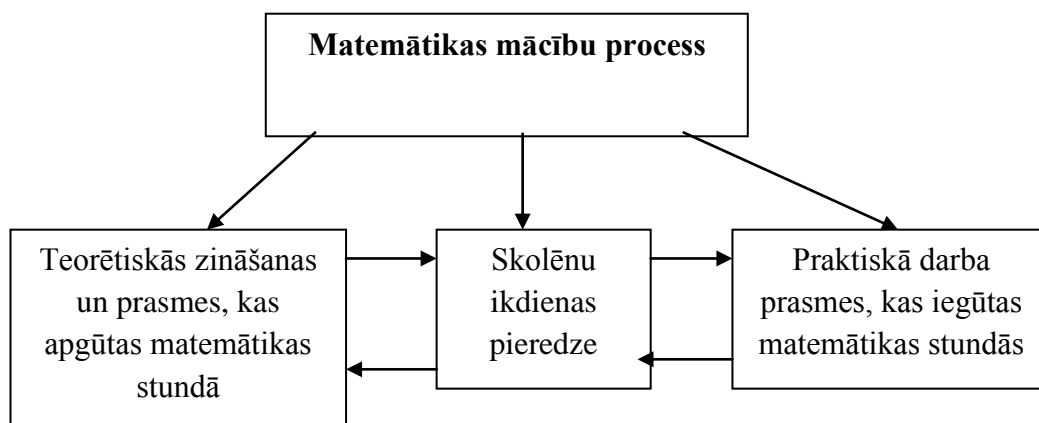 Matemātikas mācību process
Teorētiskās zināšanas
un prasmes, kas
apgūtas matemātikas
stundā
Skolēnu
ikdienas
pieredze
Praktiskā darba
prasmes, kas iegūtas
matemātikas stundās